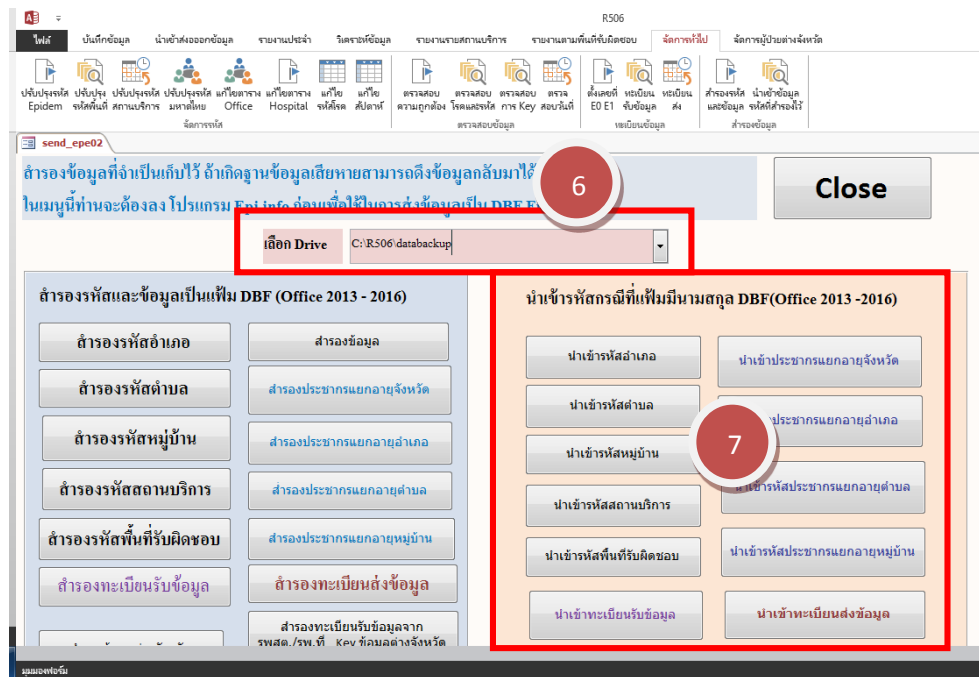 R506
ไฟล์ บันทึกข้อมูล นำเข้าส่งออกข้อมูล รายงานประจำ วิเคราะห์ข้อมูล รายงานรายสถานบริการ รายงานตามพื้นที่รับผิดชอบ จัดการทั่วไป จัดการผู้ป่วยต่างจังหวัด
ปรับปรุงรหัส ปรับปรุง ปรับปรุงรหัส ปรับปรุงรหัส แก้ไขตาราง แก้ไขตาราง แก้ไข แก้ไข ตรวจสอบ ตรวจสอบ ตรวจสอบ ตรวจ ตั้งเลขที่ ทะเบียน ทะเบียน สำรองรหัส นำเข้าข้อมูล
Epidem รหัสพื้นที่ สถานบริการ มหาดไทย Office Hospital รหัสโรค สัปดาห์ ความถูกต้อง โรคและรหัส การ Key สอบวันที่ E0 E1 รับข้อมูล ส่ง และข้อมูล รหัสที่สำรองไว้
จัดการรหัส ตรวจสอบข้อมูล ทะเบียนข้อมูล สำรองข้อมูล
send_epe02
สำรองข้อมูลที่จำเป็นเก็บไว้ ถ้าเกิดฐานข้อมูลเสียหายสามารถดึงข้อมูลกลับมาได้
6
Close
ในเมนูนี้ท่านจะต้องลง โปรแกรม Epi info ก่อนเพื่อใช้ในการส่งข้อมูลเป็น DBF
เลือก Drive C:\R506\databackup
สำรองรหัสและข้อมูลเป็นแฟ้ม DBF (Office 2013 - 2016)
นำเข้ารหัสกรณีที่แฟ้มมีนามสกุล DBF(Office 2013 -2016)
สำรองรหัสอำเภอ สำรองข้อมูล
นำเข้ารหัสอำเภอ นำเข้าประชากรแยกอายุจังหวัด
สำรองรหัสตำบล สำรองประชากรแยกอายุจังหวัด
นำเข้ารหัสตำบล ประชากรแยกอายุอำเภอ
สำรองรหัสหมู่บ้าน สำรองประชากรแยกอายุอำเภอ
นำเข้ารหัสหมู่บ้าน
7
สำรองรหัสสถานบริการ สำรองประชากรแยกอายุตำบล
นำเข้ารหัสสถานบริการ นำเข้ารหัสประชากรแยกอายุตำบล
สำรองรหัสพื้นที่รับผิดชอบ สำรองประชากรแยกอายุหมู่บ้าน
นำเข้ารหัสพื้นที่รับผิดชอบ นำเข้ารหัสประชากรแยกอายุหมู่บ้าน
สำรองทะเบียนรับข้อมูล สำรองทะเบียนส่งข้อมูล
นำเข้าทะเบียนรับข้อมูล นำเข้าทะเบียนส่งข้อมูล
สำรองทะเบียนรับข้อมูลจาก
รพสต./รพ.ที่ Key ข้อมูลต่างจังหวัด
มุมมองฟอร์ม